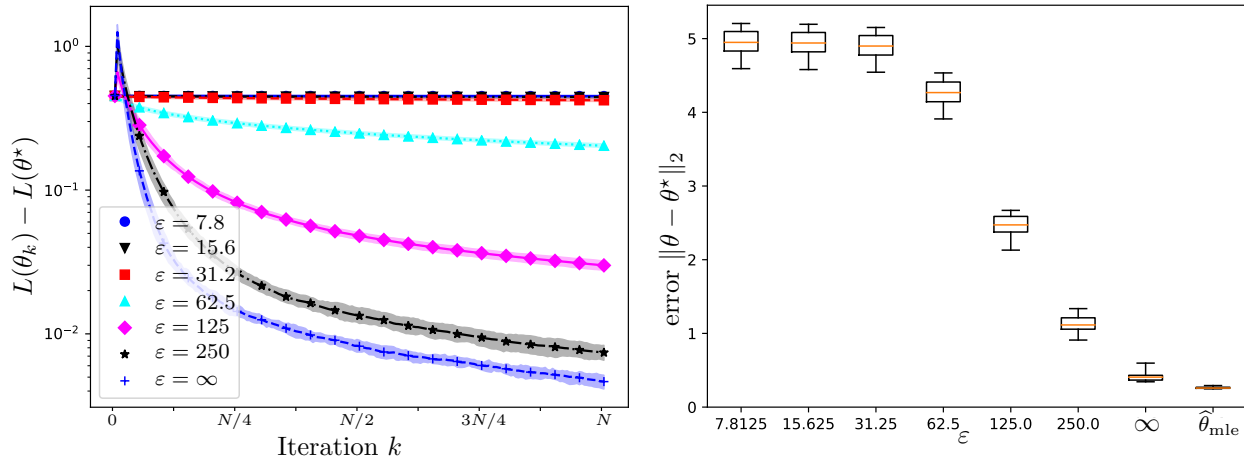 10⁰
10⁻¹
10⁻²
L(θₖ) − L(θ⋆)
ε = 7.8
ε = 15.6
ε = 31.2
ε = 62.5
ε = 125
ε = 250
ε = ∞
0 N/4 N/2 3N/4 N
Iteration k
5
4
3
2
1
0
error ||θ − θ⋆||₂
7.8125 15.625 31.25 62.5 125.0 250.0 ∞ θ̂ₘₗₑ
ε